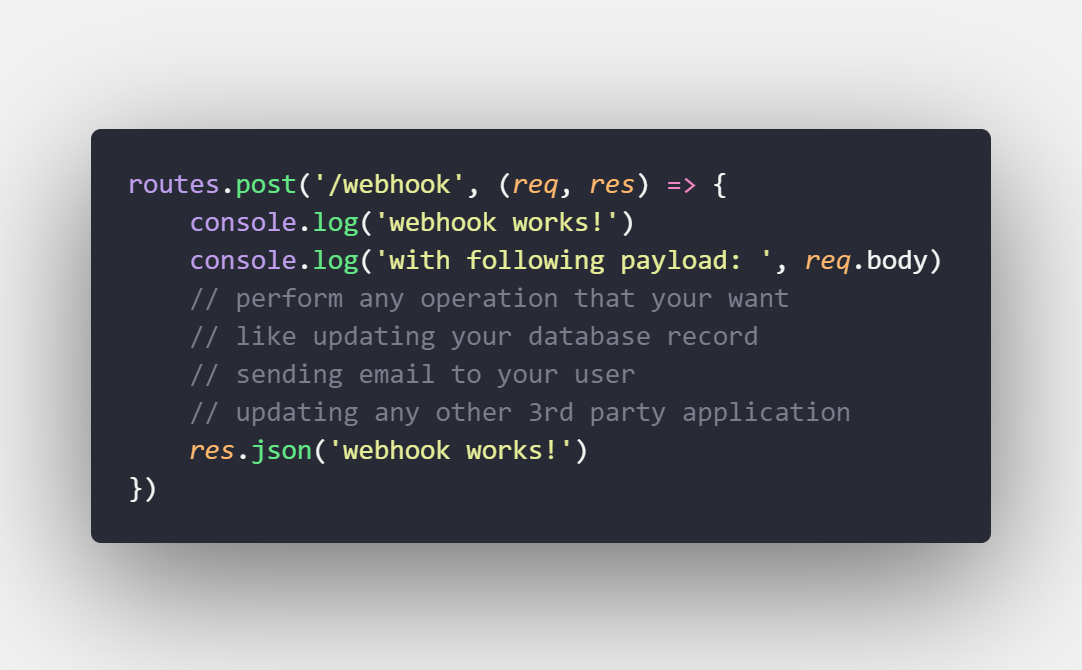 routes.post('/webhook', (req, res) => {
    console.log('webhook works!')
    console.log('with following payload: ', req.body)
    // perform any operation that your want
    // like updating your database record
    // sending email to your user
    // updating any other 3rd party application
    res.json('webhook works!')
})